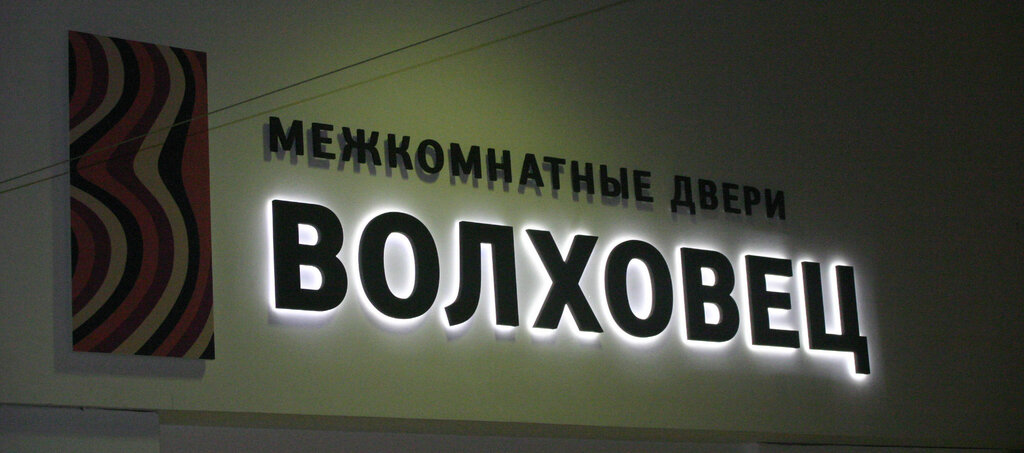 МЕЖКОМНАТНЫЕ ДВЕРИ
ВОЛХОВЕЦ